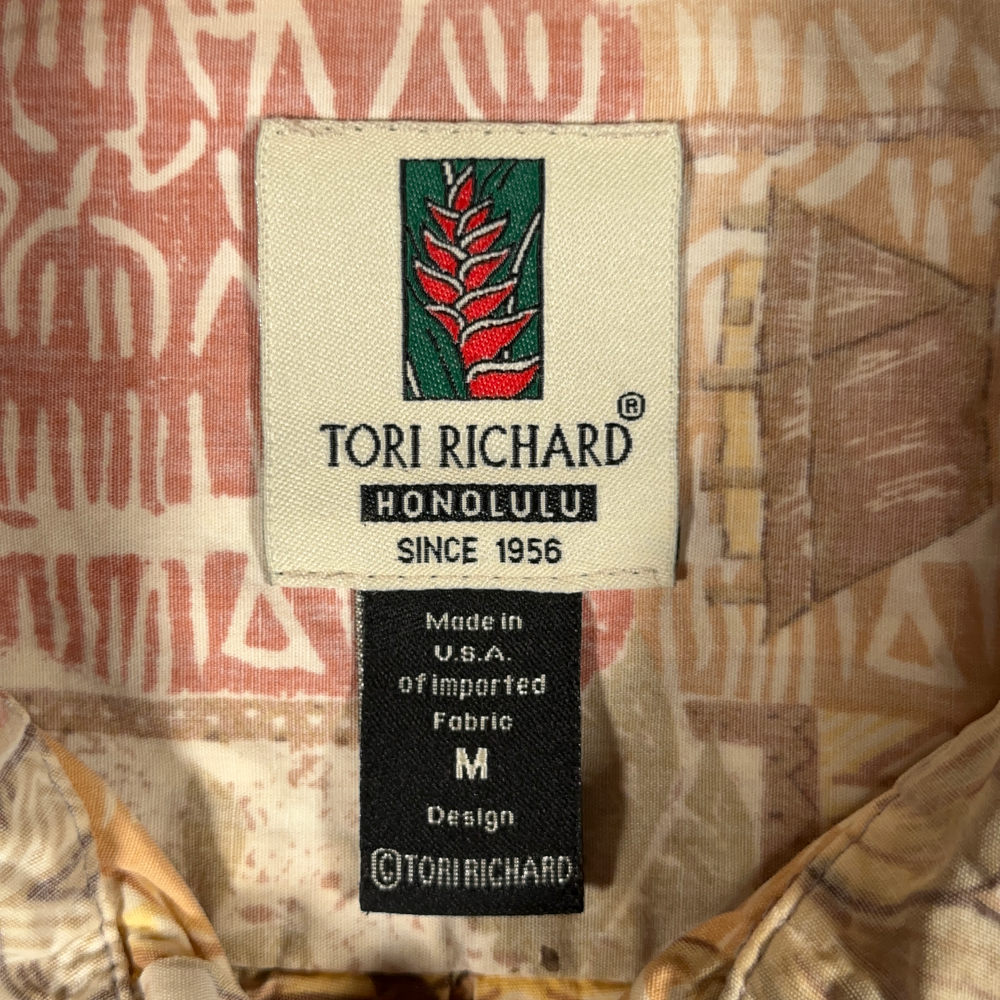 TORI RICHARD®
HONOLULU
SINCE 1956
Made in
U.S.A.
of imported
Fabric
M
Design
©TORI RICHARD